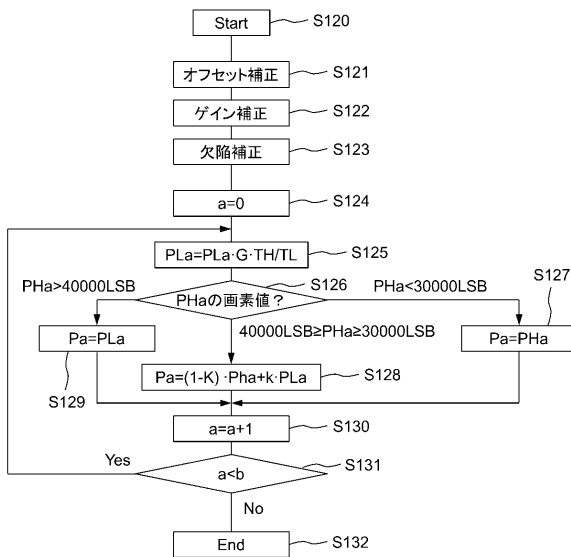 Start
S120
オフセット補正
S121
ゲイン補正
S122
欠陥補正
S123
a=0
S124
PLa=PLa·G·TH/TL
S125
S126
PHa>40000LSB
PHaの画素値？
PHa<30000LSB
S127
Pa=PLa
40000LSB≥PHa≥30000LSB
Pa=PHa
S129
Pa=(1-K) ·Pha+k·PLa
S128
a=a+1
S130
Yes
a<b
S131
No
End
S132